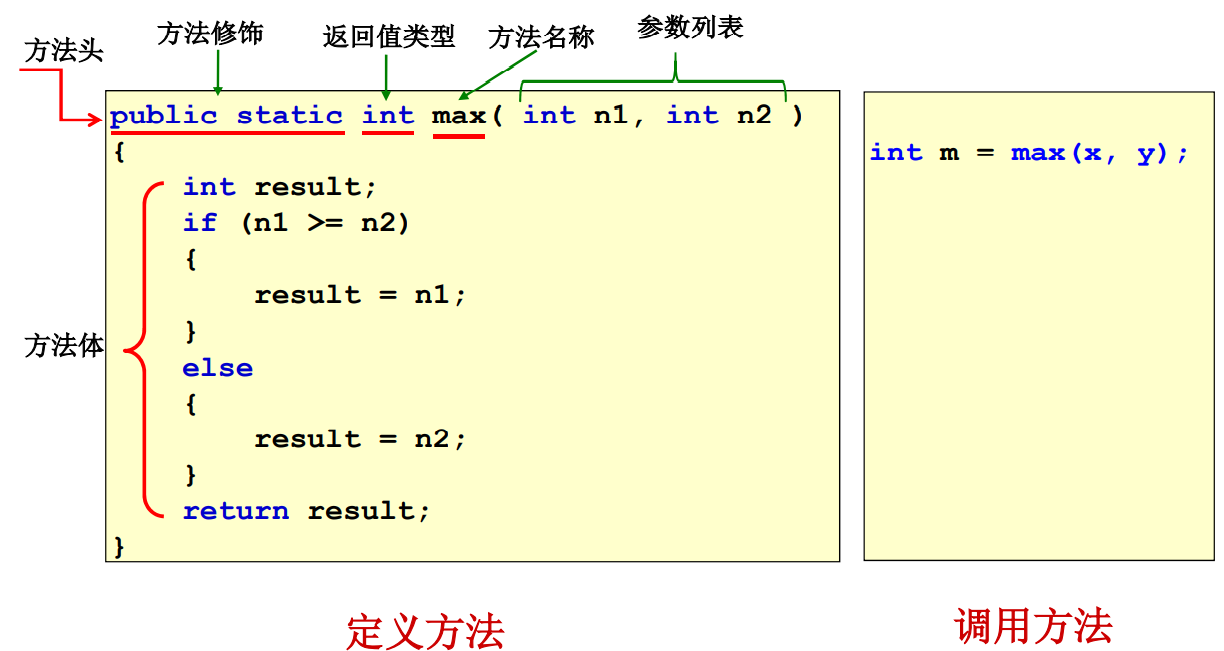 方法头
方法修饰
返回值类型
方法名称
参数列表
public static int max( int n1, int n2 )
{
int result;
if (n1 >= n2)
{
result = n1;
}
else
{
result = n2;
}
return result;
}
方法体
定义方法
int m = max(x, y);
调用方法